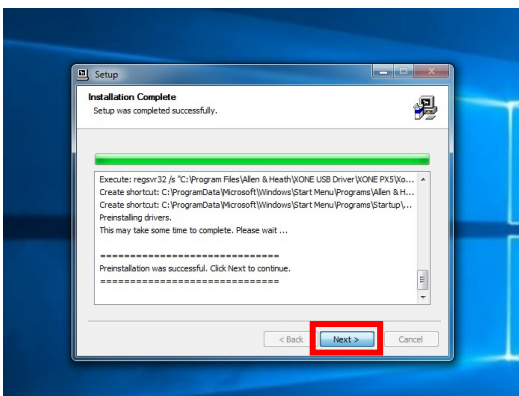 Setup
Installation Complete
Setup was completed successfully.
Execute: regsvr32 /s "C:\Program Files\Allen & Heath\XONE USB Driver\XONE PX5\Xo...
Create shortcut: C:\ProgramData\Microsoft\Windows\Start Menu\Programs\Allen & H...
Create shortcut: C:\ProgramData\Microsoft\Windows\Start Menu\Programs\Startup\,...
Preinstalling drivers.
This may take some time to complete. Please wait ...
==============================
Preinstallation was successful. Click Next to continue.
==============================
< Back
Next >
Cancel